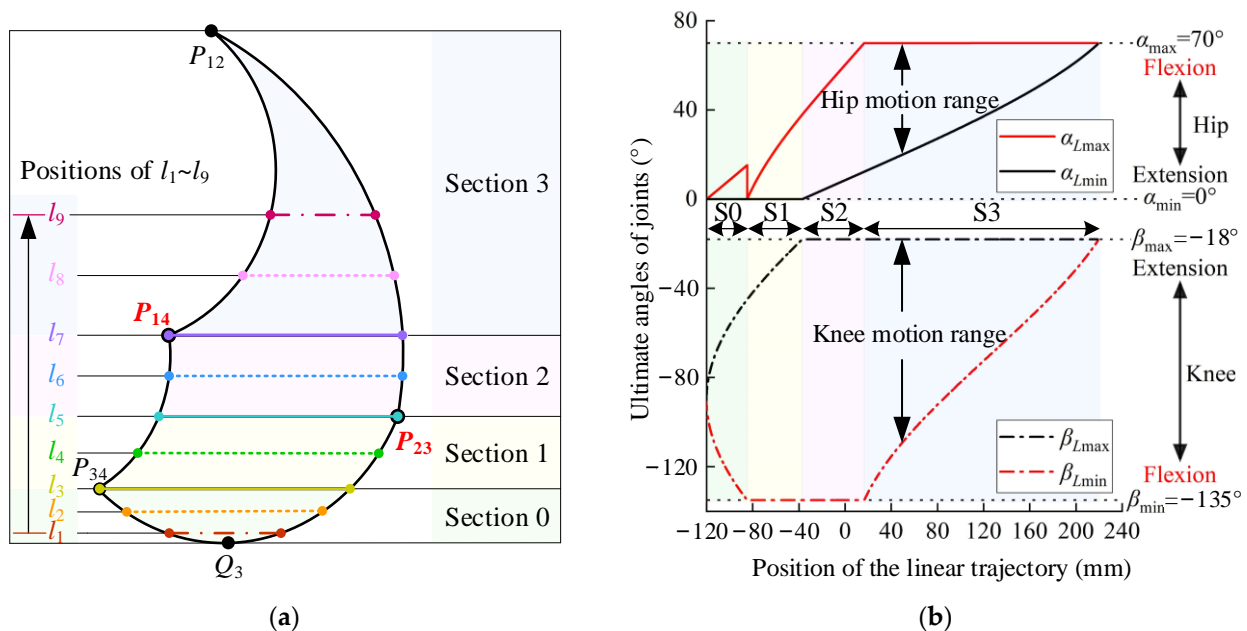 P12
Positions of l1~l9
Section 3
l9
l8
P14
l7
Section 2
l6
l5
P23
l4
Section 1
P34
l3
l2
Section 0
l1
Q3
(a)
80
αmax=70°
Flexion
Hip motion range
40
Hip
αLmax
αLmin
Extension
0
αmin=0°
S0
S1
S2
S3
βmax=−18°
Extension
−40
Knee motion range
Knee
−80
βLmax
βLmin
−120
Flexion
βmin=−135°
−120 −80 −40 0 40 80 120 160 200 240
Ultimate angles of joints (°)
Position of the linear trajectory (mm)
(b)